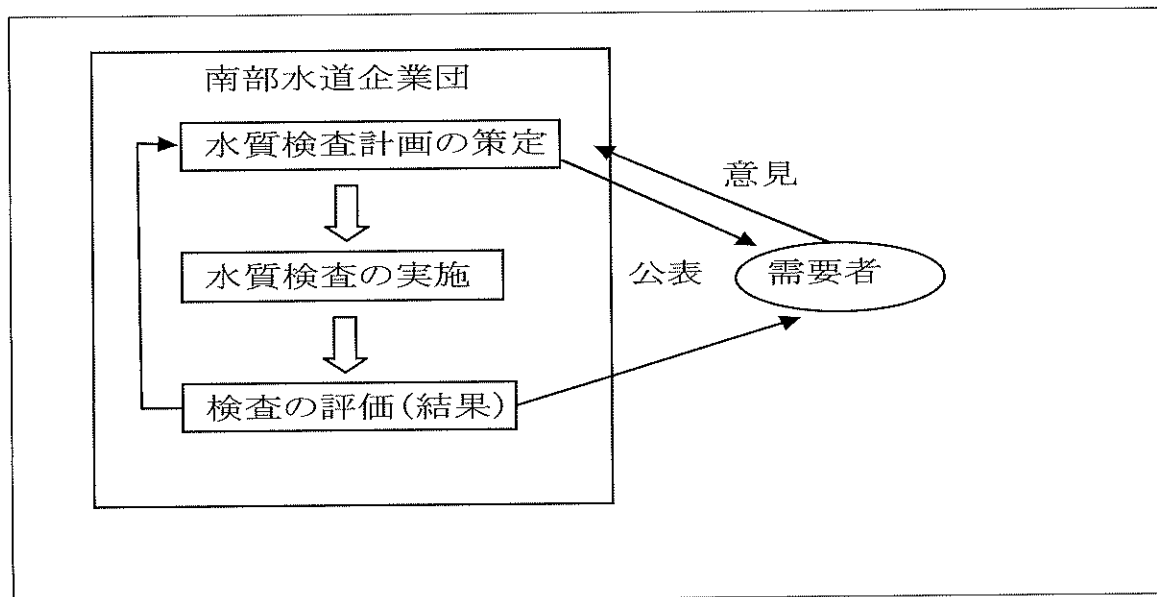 南部水道企業団
水質検査計画の策定
意見
水質検査の実施
公表
需要者
検査の評価(結果)